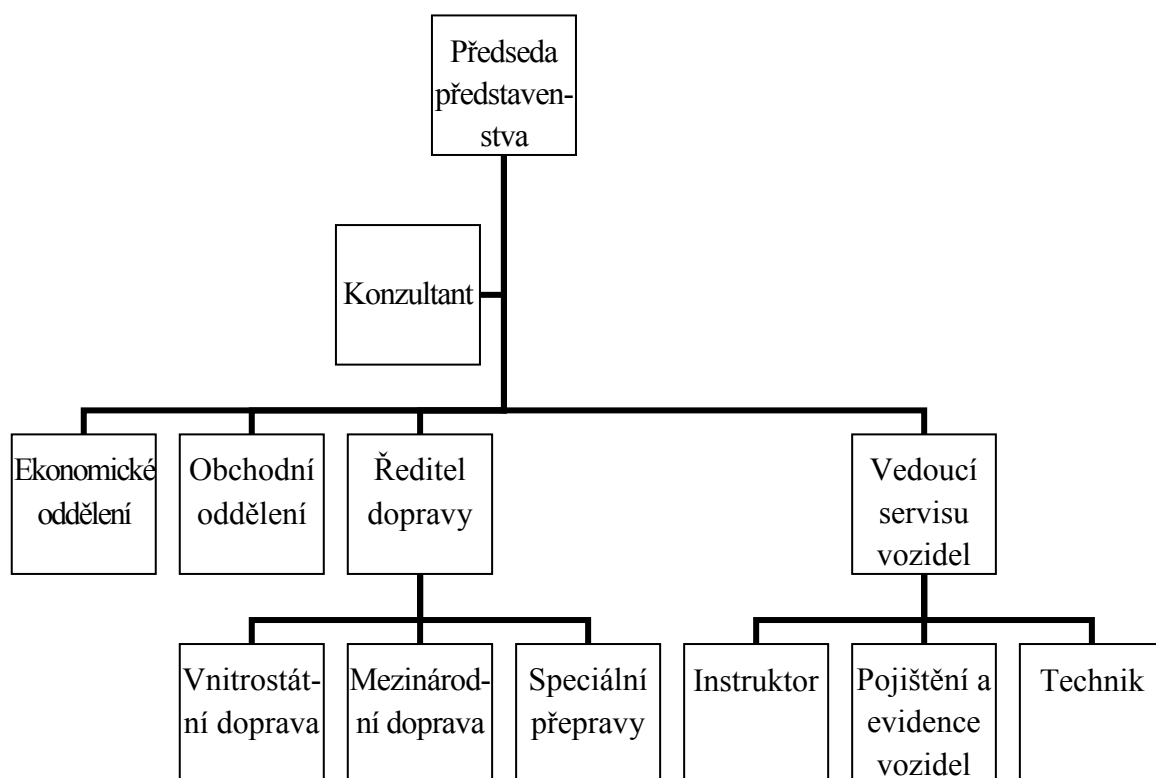 Předseda
představen-
stva
Konzultant
Ekonomické
oddělení
Obchodní
oddělení
Ředitel
dopravy
Vedoucí
servisu
vozidel
Vnitrostát-
ní doprava
Mezinárod-
ní doprava
Speciální
přepravy
Instruktor
Pojištění a
evidence
vozidel
Technik